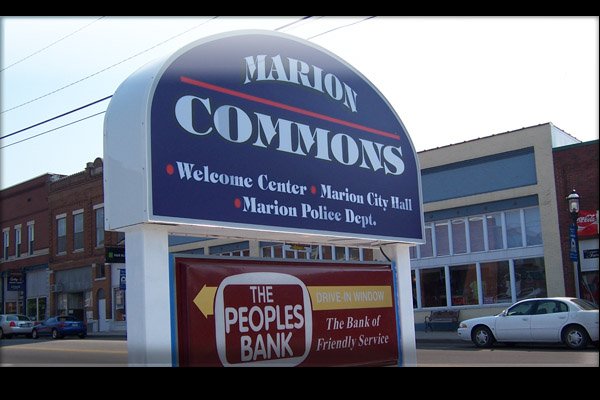 MARION
COMMONS
• Welcome Center • Marion City Hall
• Marion Police Dept.
THE
PEOPLES
BANK
DRIVE-IN WINDOW
The Bank of
Friendly Service